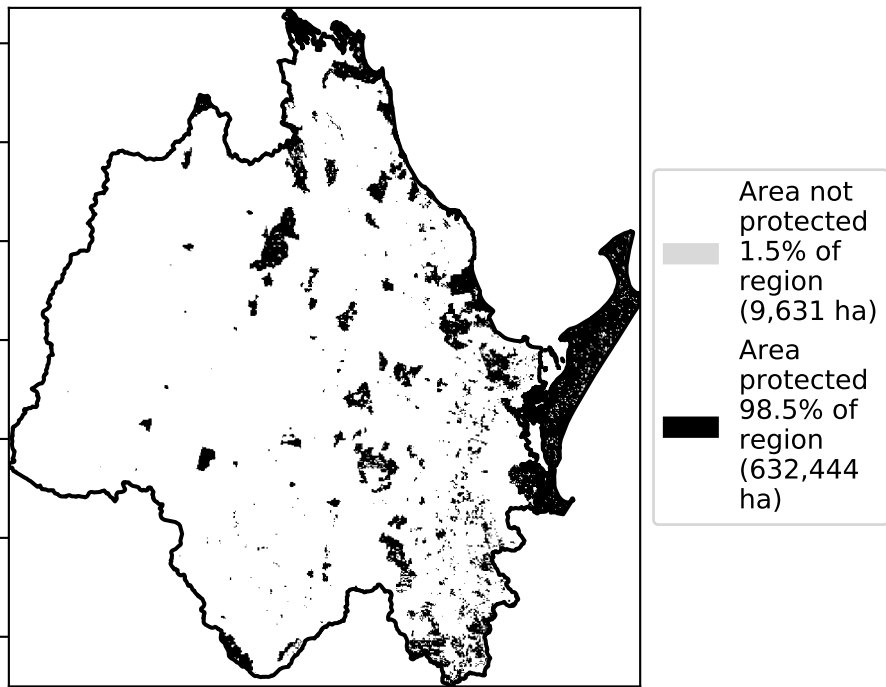 Area not
protected
1.5% of
region
(9,631 ha)
Area
protected
98.5% of
region
(632,444
ha)